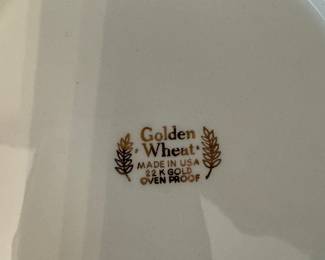 Golden
Wheat
MADE IN USA
22 K GOLD
OVEN PROOF